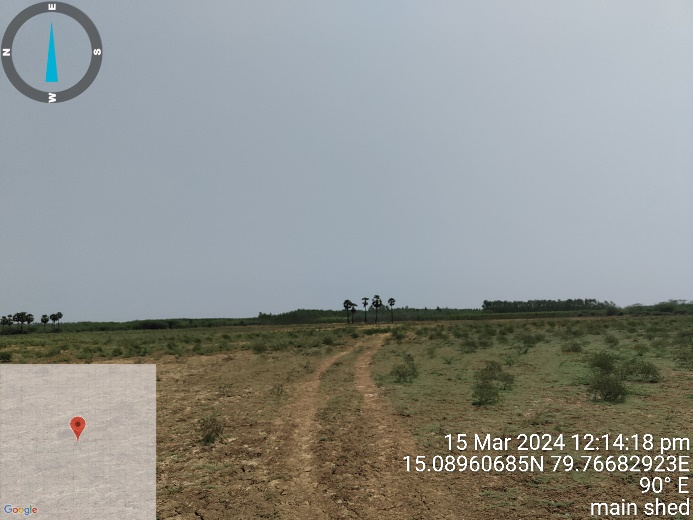 E
N
S
W
15 Mar 2024 12:14:18 pm
15.08960685N 79.76682923E
90° E
main shed
Google